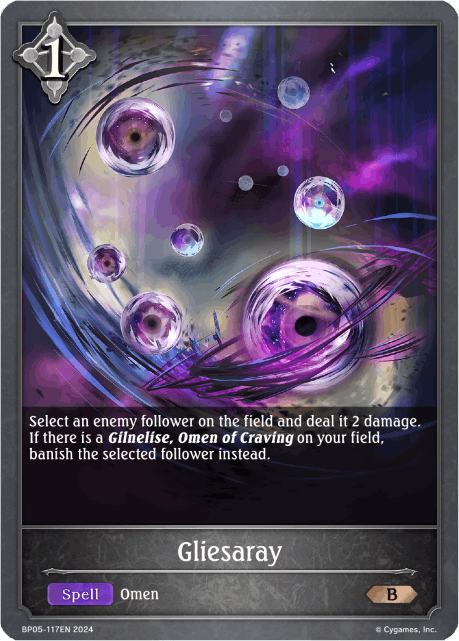 1
Select an enemy follower on the field and deal it 2 damage.
If there is a Gilnelise, Omen of Craving on your field,
banish the selected follower instead.
Gliesaray
Spell Omen B
BP05-117EN 2024 © Cygames, Inc.